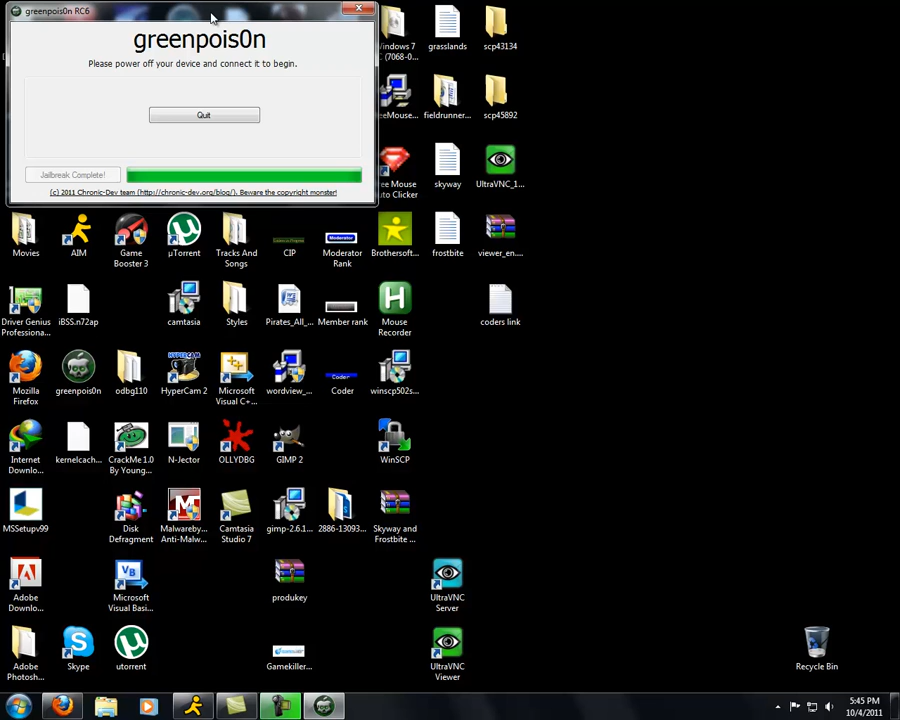 greenpois0n RC6
greenpois0n
Please power off your device and connect it to begin.
Quit
Jailbreak Complete!
(c) 2011 Chronic-Dev team (http://chronic-dev.org/blog/). Beware the copyright monster!
Windows 7
(7068-0...
grasslands
scp43134
fieldrunner...
scp45892
Auto Clicker
skyway
UltraVNC_1...
Movies
AIM
Game
Booster 3
µTorrent
Tracks And
Songs
CIP
Moderator
Moderator
Rank
Brothersoft...
frostbite
viewer_en...
Driver Genius
Professiona...
iBSS.n72ap
camtasia
Styles
Pirates_All_...
Member rank
Mouse
Recorder
coders link
Mozilla
Firefox
greenpois0n
odbg110
HYPERCAM
HyperCam 2
Microsoft
Visual C+...
wordview_...
Coder
Coder
winscp502s...
Internet
Downlo...
kernelcach...
CrackMe 1.0
By Young...
N-Jector
OLLYDBG
GIMP 2
WinSCP
MSSetupv99
Disk
Defragment
Malwareby...
Anti-Malw...
Camtasia
Studio 7
gimp-2.6.1...
2886-13093...
Skyway and
Frostbite ...
Adobe
Downlo...
Microsoft
Visual Basi...
produkey
UltraVNC
Server
Adobe
Photosh...
Skype
utorrent
Gamekiller...
UltraVNC
Viewer
Recycle Bin
5:45 PM
10/4/2011